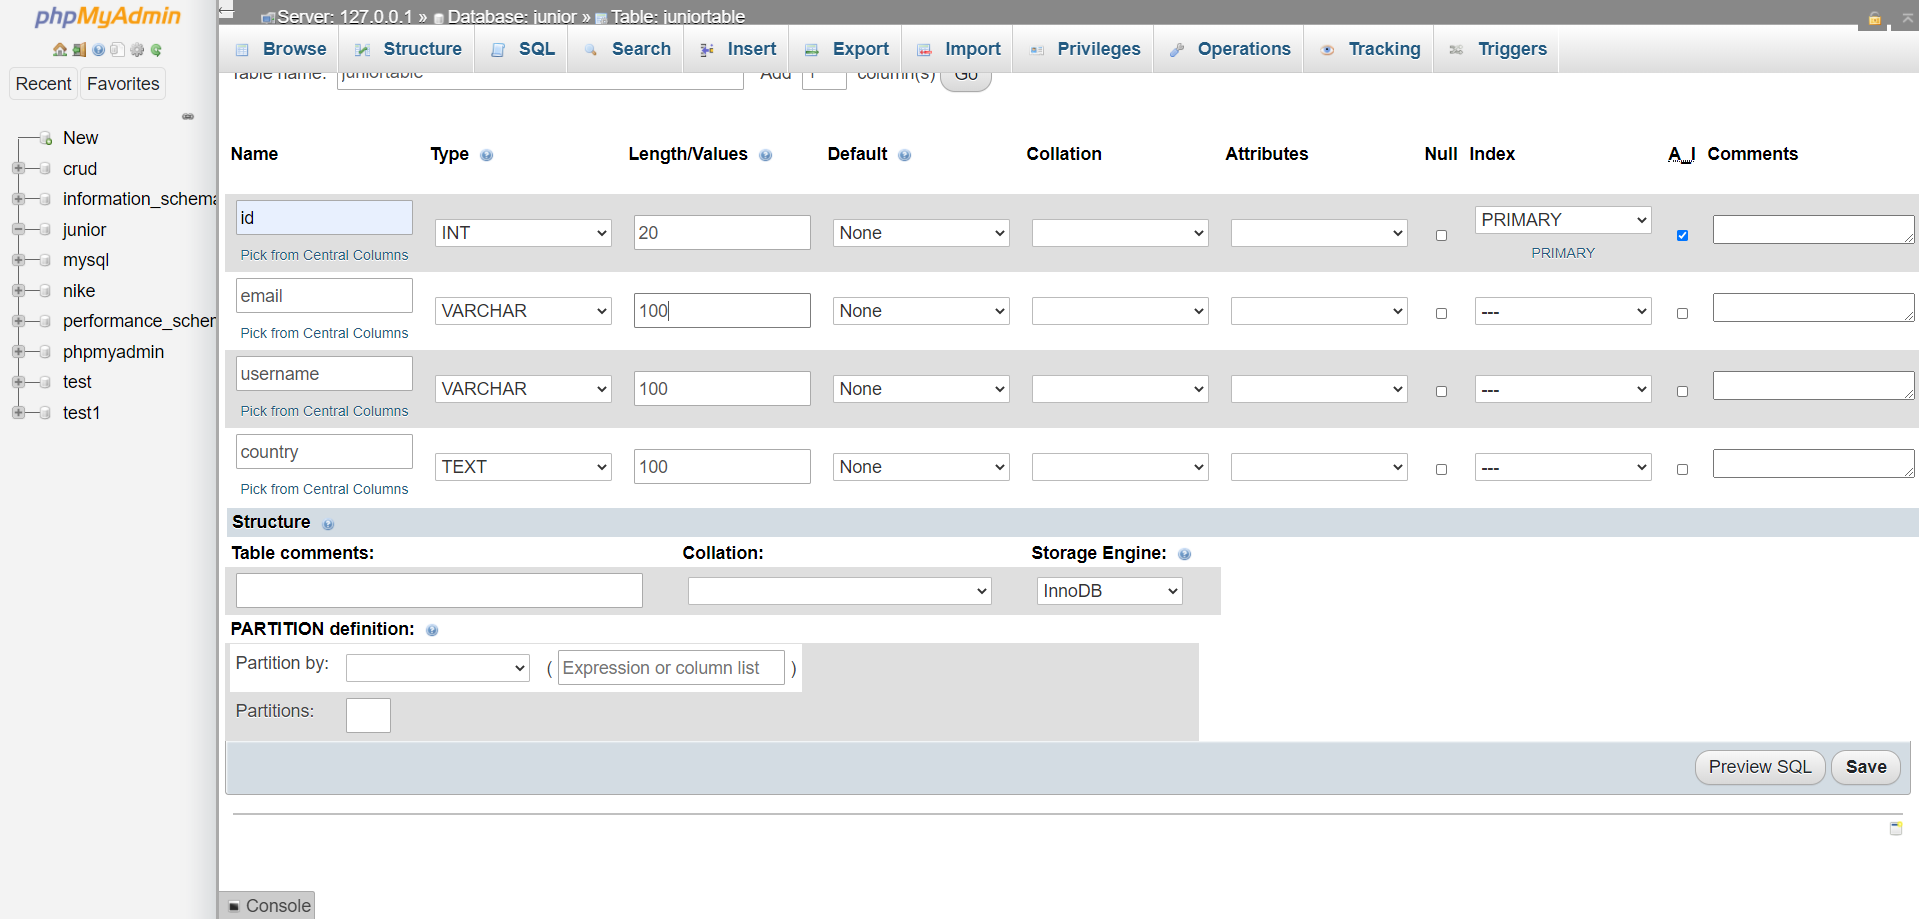 phpMyAdmin
Recent Favorites
New
crud
information_schema
junior
mysql
nike
performance_schem
phpmyadmin
test
test1
Server: 127.0.0.1 » Database: junior » Table: juniortable
Browse Structure SQL Search Insert Export Import Privileges Operations Tracking Triggers
Table name: juniortable Add 1 column(s) Go
Name Type Length/Values Default Collation Attributes Null Index A_I Comments
id INT 20 None PRIMARY
Pick from Central Columns PRIMARY
email VARCHAR 100 None ---
Pick from Central Columns
username VARCHAR 100 None ---
Pick from Central Columns
country TEXT 100 None ---
Pick from Central Columns
Structure
Table comments: Collation: Storage Engine:
InnoDB
PARTITION definition:
Partition by: ( Expression or column list )
Partitions:
Preview SQL Save
Console